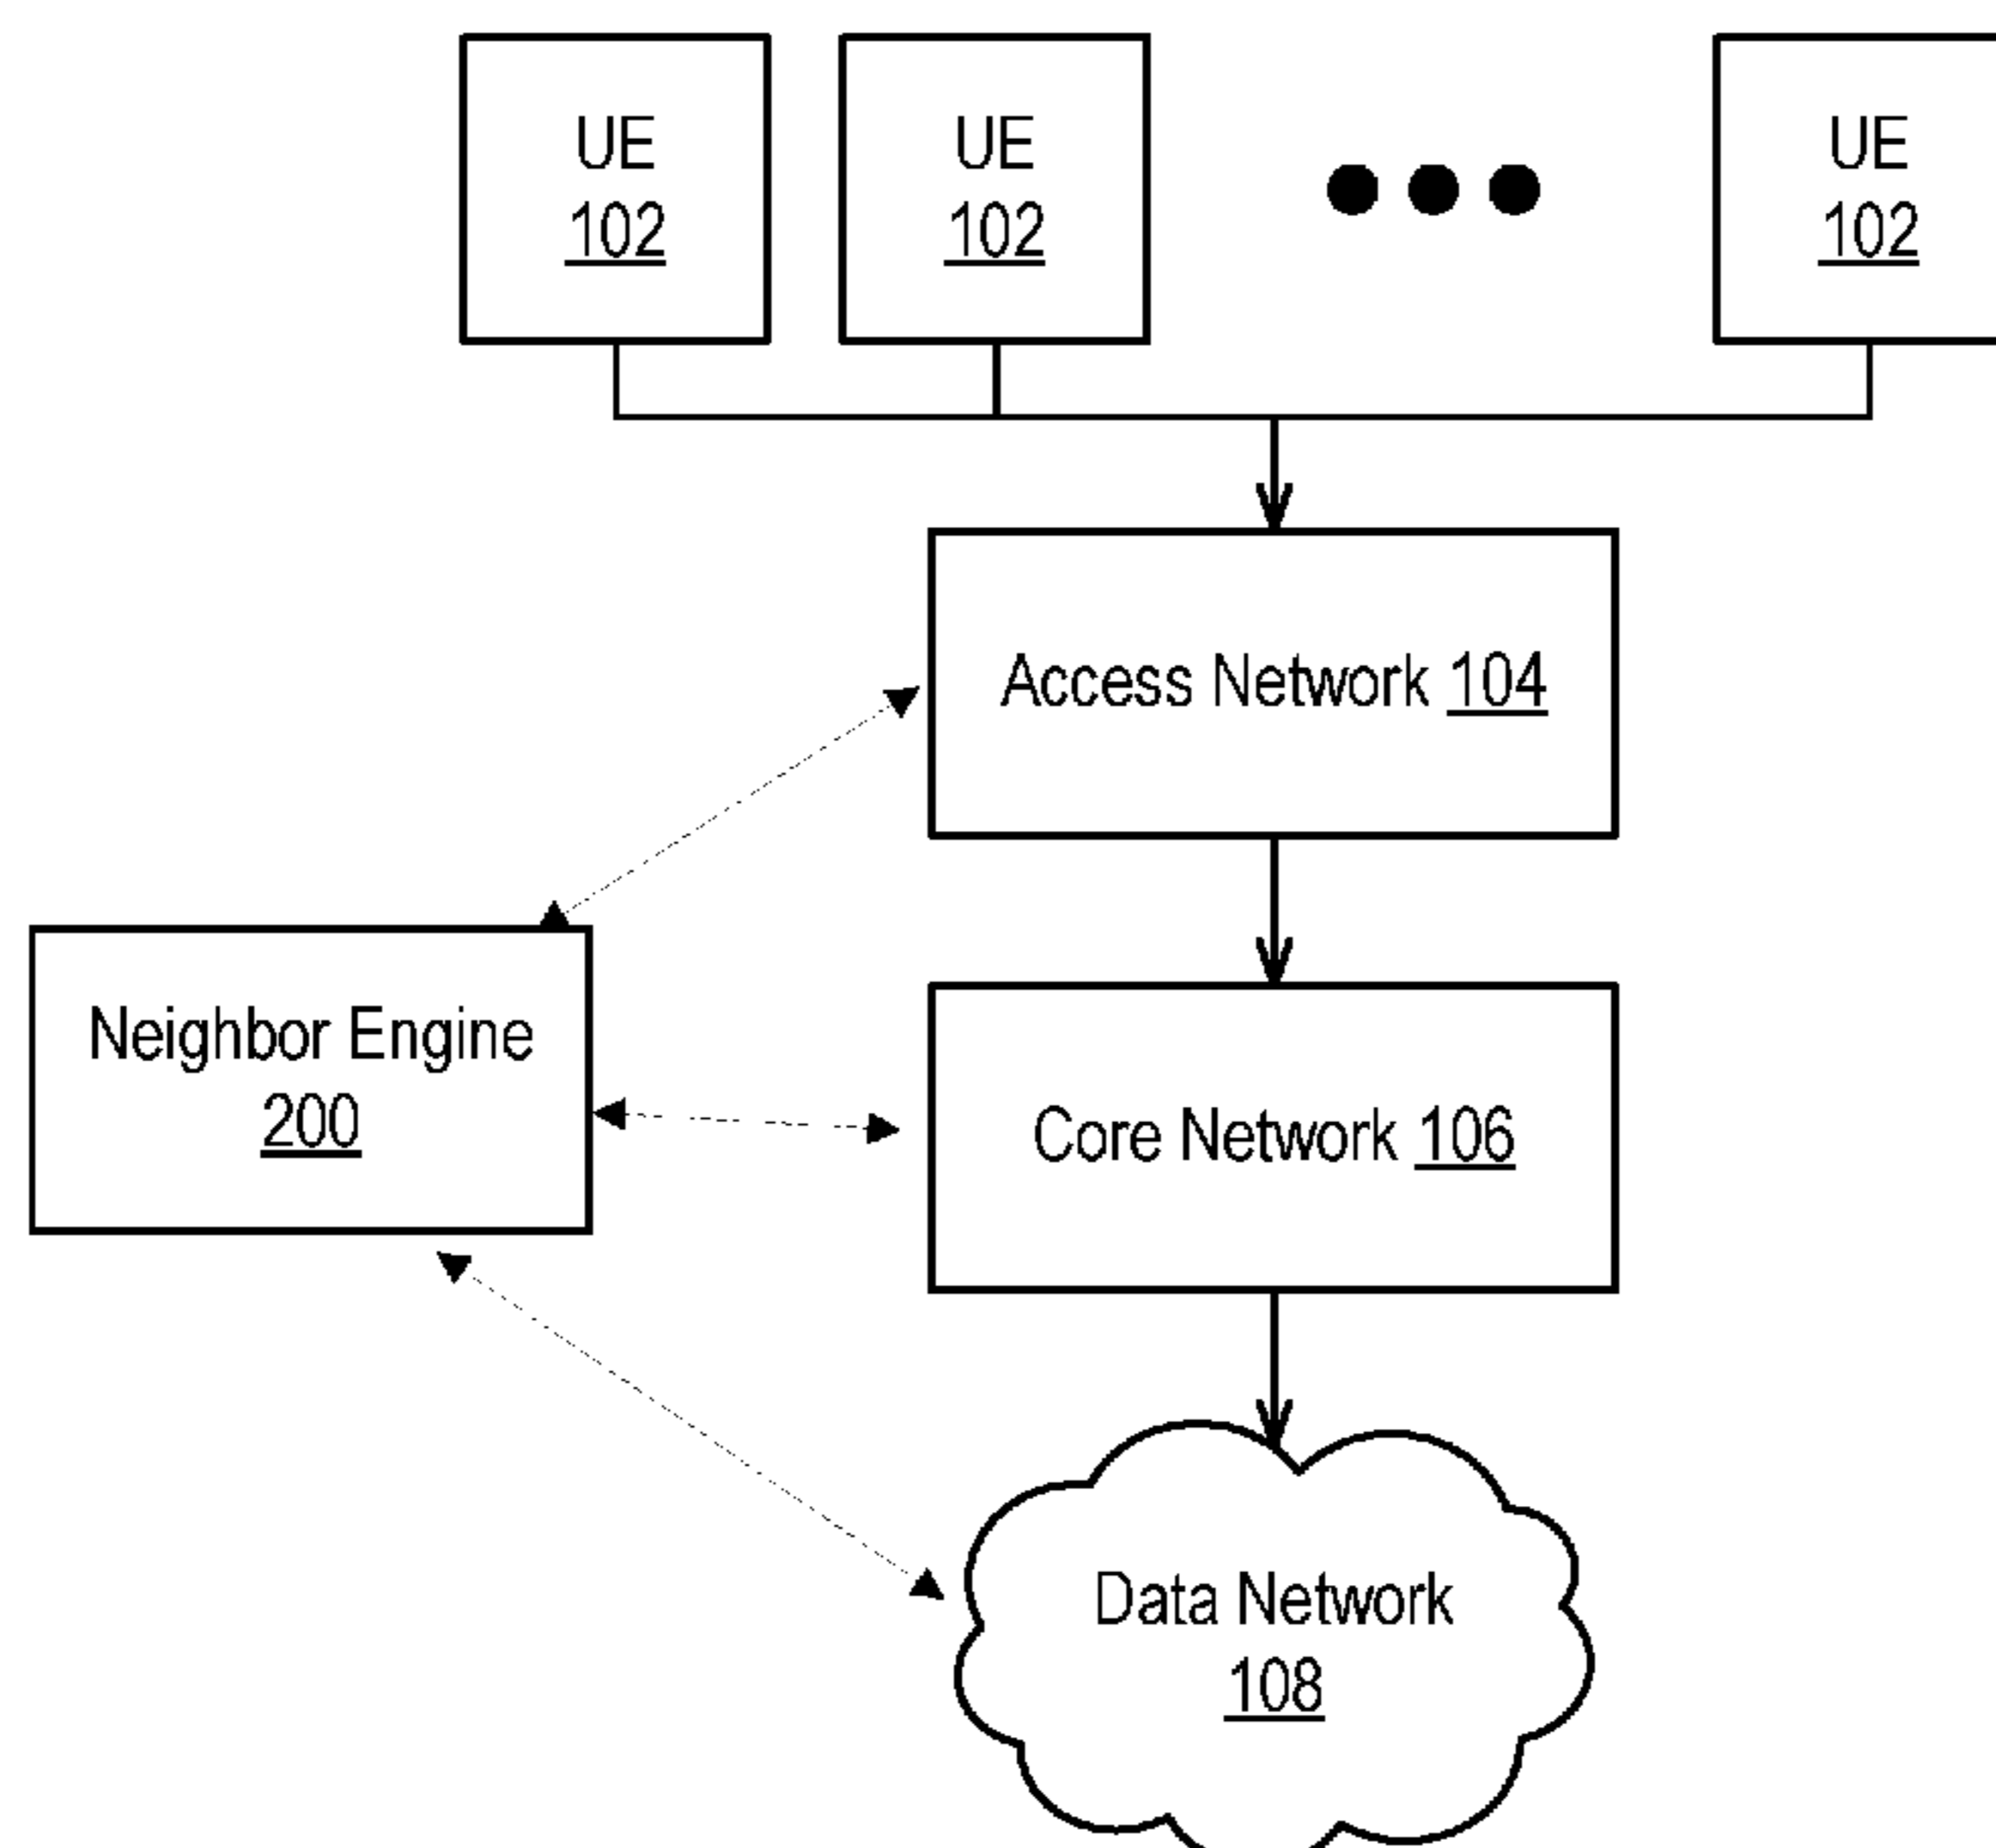 UE
102
UE
102
UE
102
Access Network 104
Neighbor Engine
200
Core Network 106
Data Network
108